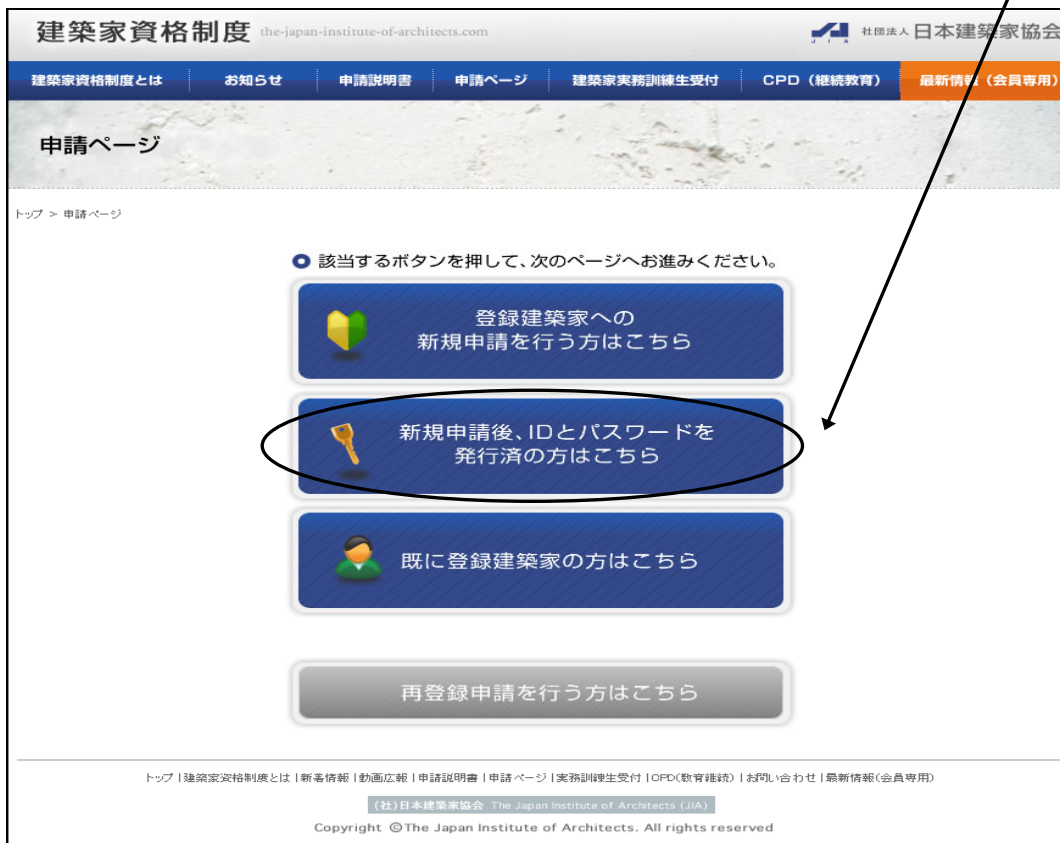 建築家資格制度 the-japan-institute-of-architects.com
JIA 社団法人日本建築家協会
建築家資格制度とは お知らせ 申請説明書 申請ページ 建築家実務訓練生受付 CPD（継続教育） 最新情報（会員専用）
申請ページ
トップ > 申請ページ
該当するボタンを押して、次のページへお進みください。
登録建築家への
新規申請を行う方はこちら
新規申請後、IDとパスワードを
発行済の方はこちら
既に登録建築家の方はこちら
再登録申請を行う方はこちら
トップ | 建築家資格制度とは | 新着情報 | 動画広報 | 申請説明書 | 申請ページ | 実務訓練生受付 | CPD(教育継続) | お問い合わせ | 最新情報(会員専用)
(社)日本建築家協会 The Japan Institute of Architects (JIA)
Copyright ©The Japan Institute of Architects. All rights reserved